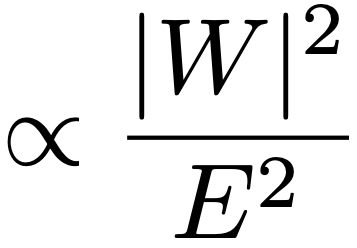 ∝ |W|² / E²